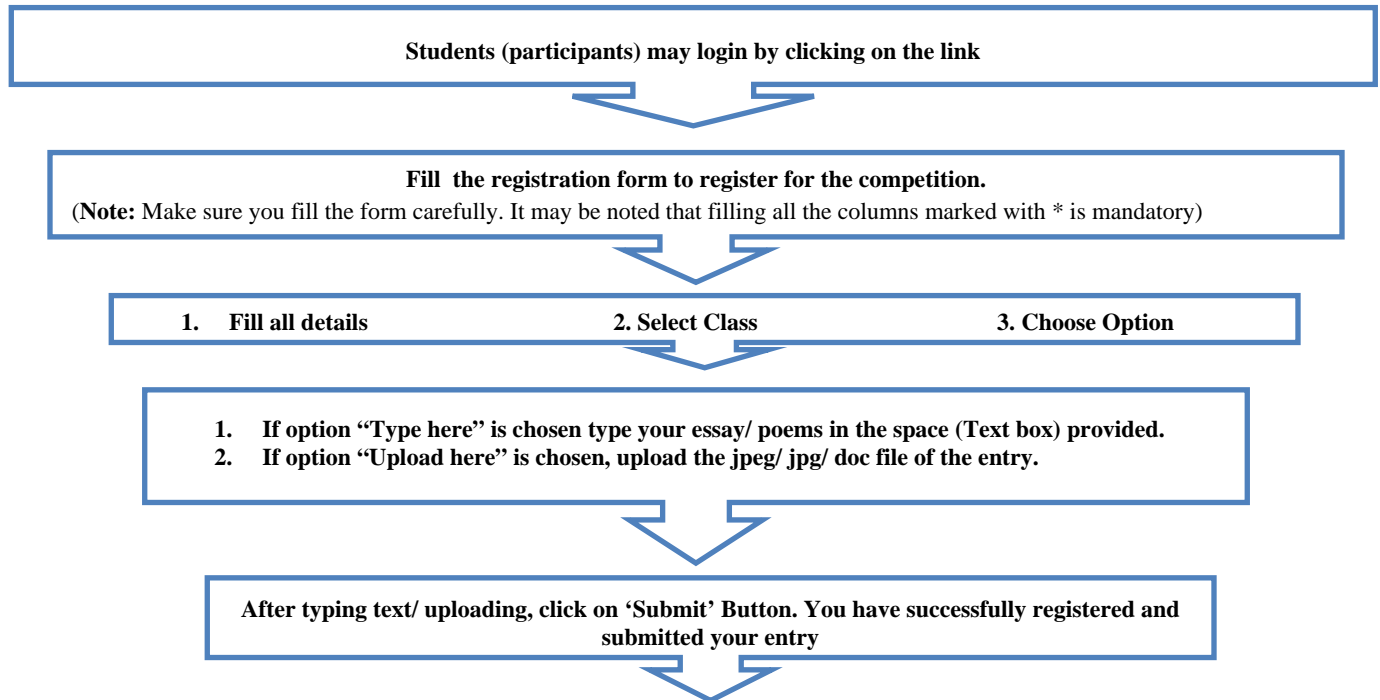 Students (participants) may login by clicking on the link
Fill the registration form to register for the competition.
(Note: Make sure you fill the form carefully. It may be noted that filling all the columns marked with * is mandatory)
1. Fill all details 2. Select Class 3. Choose Option
1. If option “Type here” is chosen type your essay/ poems in the space (Text box) provided.
2. If option “Upload here” is chosen, upload the jpeg/ jpg/ doc file of the entry.
After typing text/ uploading, click on ‘Submit’ Button. You have successfully registered and
submitted your entry